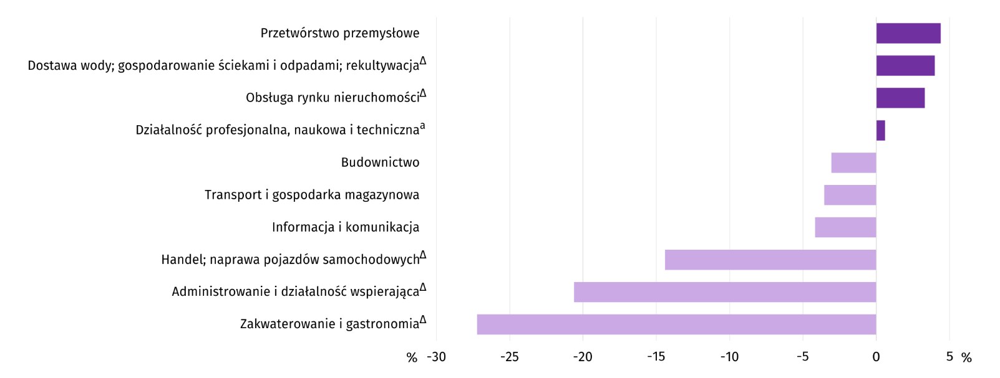 Przetwórstwo przemysłowe
Dostawa wody; gospodarowanie ściekami i odpadami; rekultywacjaΔ
Obsługa rynku nieruchomościΔ
Działalność profesjonalna, naukowa i technicznaª
Budownictwo
Transport i gospodarka magazynowa
Informacja i komunikacja
Handel; naprawa pojazdów samochodowychΔ
Administrowanie i działalność wspierającaΔ
Zakwaterowanie i gastronomiaΔ
% -30 -25 -20 -15 -10 -5 0 5 %